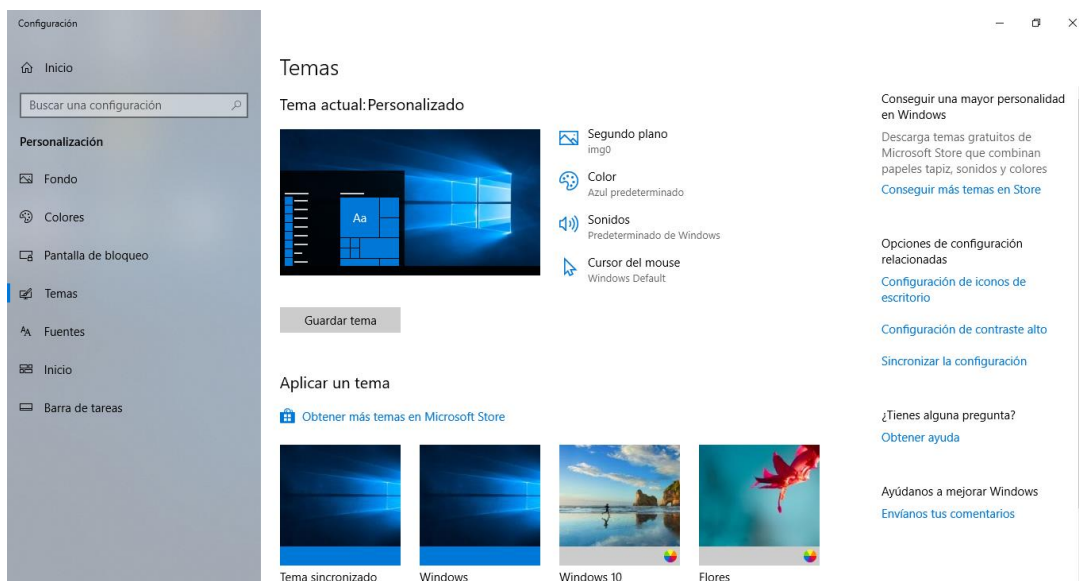 Configuración
Inicio
Buscar una configuración
Personalización
Fondo
Colores
Pantalla de bloqueo
Temas
Fuentes
Inicio
Barra de tareas
Temas
Tema actual: Personalizado
Aa
Segundo plano
img0
Color
Azul predeterminado
Sonidos
Predeterminado de Windows
Cursor del mouse
Windows Default
Guardar tema
Aplicar un tema
Obtener más temas en Microsoft Store
Tema sincronizado
Windows
Windows 10
Flores
Conseguir una mayor personalidad
en Windows
Descarga temas gratuitos de
Microsoft Store que combinan
papeles tapiz, sonidos y colores
Conseguir más temas en Store
Opciones de configuración
relacionadas
Configuración de iconos de
escritorio
Configuración de contraste alto
Sincronizar la configuración
¿Tienes alguna pregunta?
Obtener ayuda
Ayúdanos a mejorar Windows
Envíanos tus comentarios